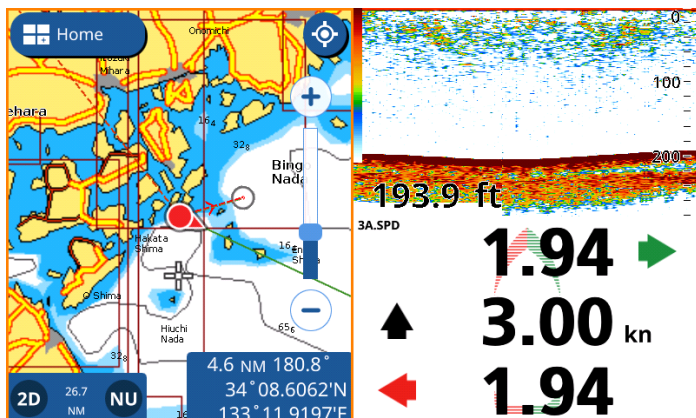 Home
Onomichi
Mihara
ehara
16₄
32₈
Bingo
Nada
Hakata
Shima
16
O Shima
Hiuchi
Nada
65₆
32₈
2D
26.7
NM
NU
4.6 NM 180.8°
34°08.6062'N
133°11.9197'E
0
100
200
193.9 ft
3A.SPD
1.94
3.00 kn
1.94